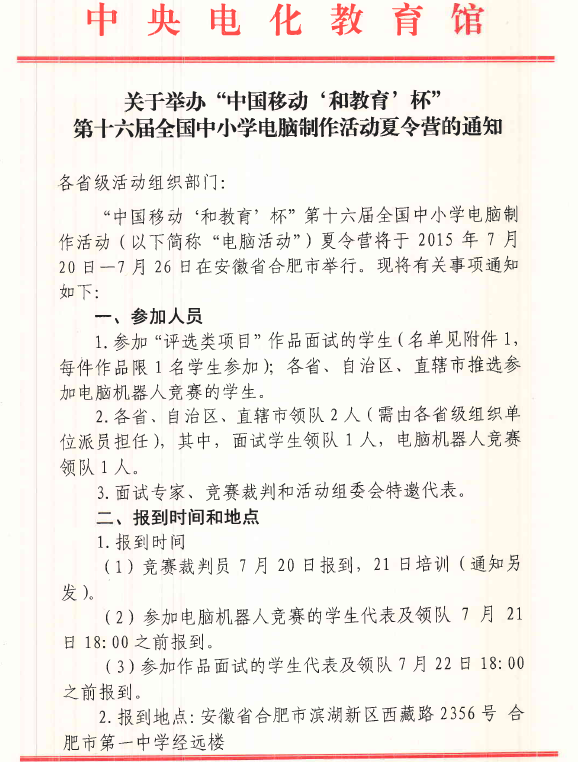 中央电化教育馆
关于举办“中国移动‘和教育’杯”
第十六届全国中小学电脑制作活动夏令营的通知
各省级活动组织部门：
“中国移动‘和教育’杯”第十六届全国中小学电脑制
作活动（以下简称“电脑活动”）夏令营将于 2015 年 7 月
20 日—7 月 26 日在安徽省合肥市举行。现将有关事项通知
如下：
一、参加人员
1.参加“评选类项目”作品面试的学生（名单见附件 1，
每件作品限 1 名学生参加）；各省、自治区、直辖市推选参
加电脑机器人竞赛的学生。
2.各省、自治区、直辖市领队 2 人（需由各省级组织单
位派员担任），其中，面试学生领队 1 人，电脑机器人竞赛
领队 1 人。
3.面试专家、竞赛裁判和活动组委会特邀代表。
二、报到时间和地点
1.报到时间
（1）竞赛裁判员 7 月 20 日报到，21 日培训（通知另
发）。
（2）参加电脑机器人竞赛的学生代表及领队 7 月 21
日 18:00 之前报到。
（3）参加作品面试的学生代表及领队 7 月 22 日 18:00
之前报到。
2.报到地点：安徽省合肥市滨湖新区西藏路 2356 号 合
肥市第一中学经远楼